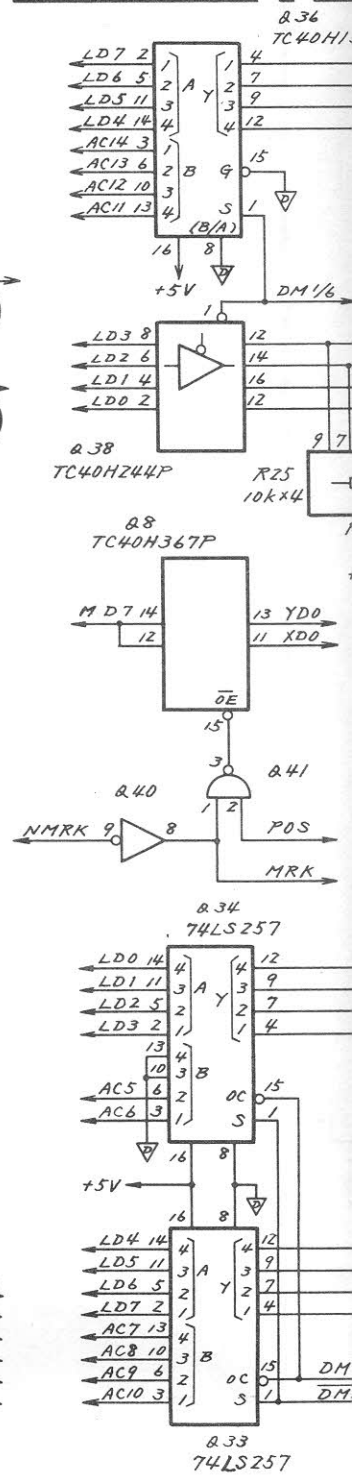 Q36
TC40H1
LD7 2 1 1 4
LD6 5 2 A Y 2 7
LD5 11 3 3 9
LD4 14 4 4 12
AC14 3 1 15
AC13 6 2 B G
AC12 10 3 D
AC11 13 4 S 1
(B/A)
16 8
+5V D
1 DM1/6
LD3 8 12
LD2 6 14
LD1 4 16
LD0 2 12
Q38
TC40H244P
9 7
R25
10k×4
Q8
TC40H367P
MD7 14 13 YD0
12 11 XD0
OE
15
3
Q41
Q40
1 2
NMRK 9 8 POS
MRK
Q34
74LS257
LD0 14 4 4 12
LD1 11 3 A Y 3 9
LD2 5 2 2 7
LD3 2 1 1 4
13 4
10 3 B
AC5 6 2 OC 15
AC6 3 1 S 1
D 16 8
+5V D
16 8
LD4 14 4 4 12
LD5 11 3 A 3 9
LD6 5 2 Y 2 7
LD7 2 1 1 4
AC7 13 4
AC8 10 3 B
AC9 6 2 OC 15 DM
AC10 3 1 S 1 DM
Q33
74LS257